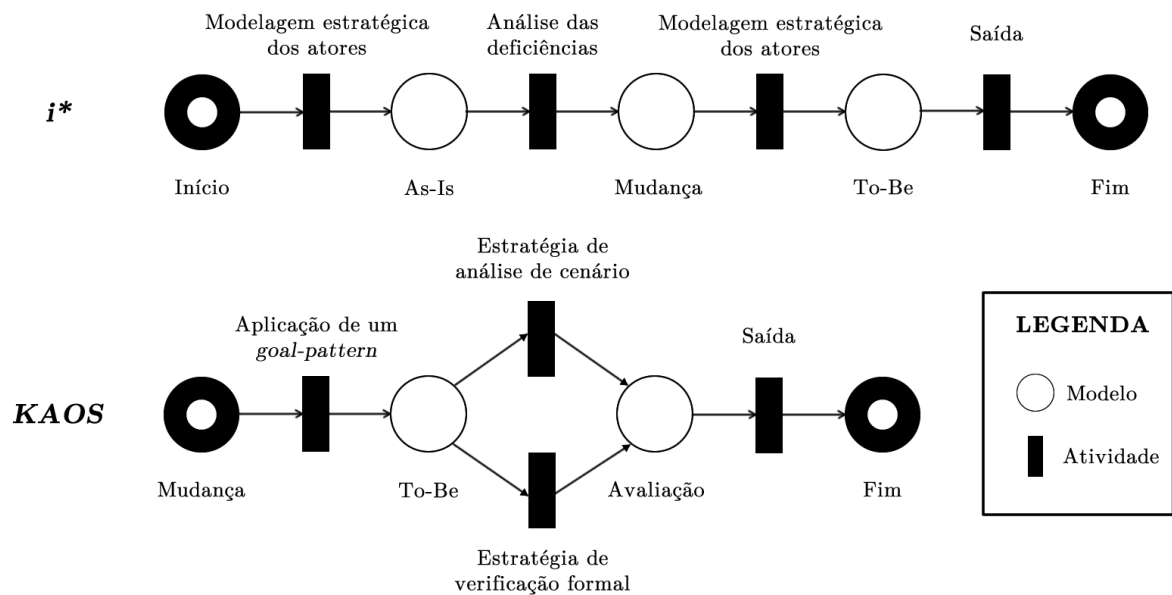 Modelagem estratégica
dos atores
Análise das
deficiências
Modelagem estratégica
dos atores
Saída
i*
Início
As-Is
Mudança
To-Be
Fim
Estratégia de
análise de cenário
Aplicação de um
goal-pattern
Saída
KAOS
Mudança
To-Be
Avaliação
Fim
Estratégia de
verificação formal
LEGENDA
Modelo
Atividade